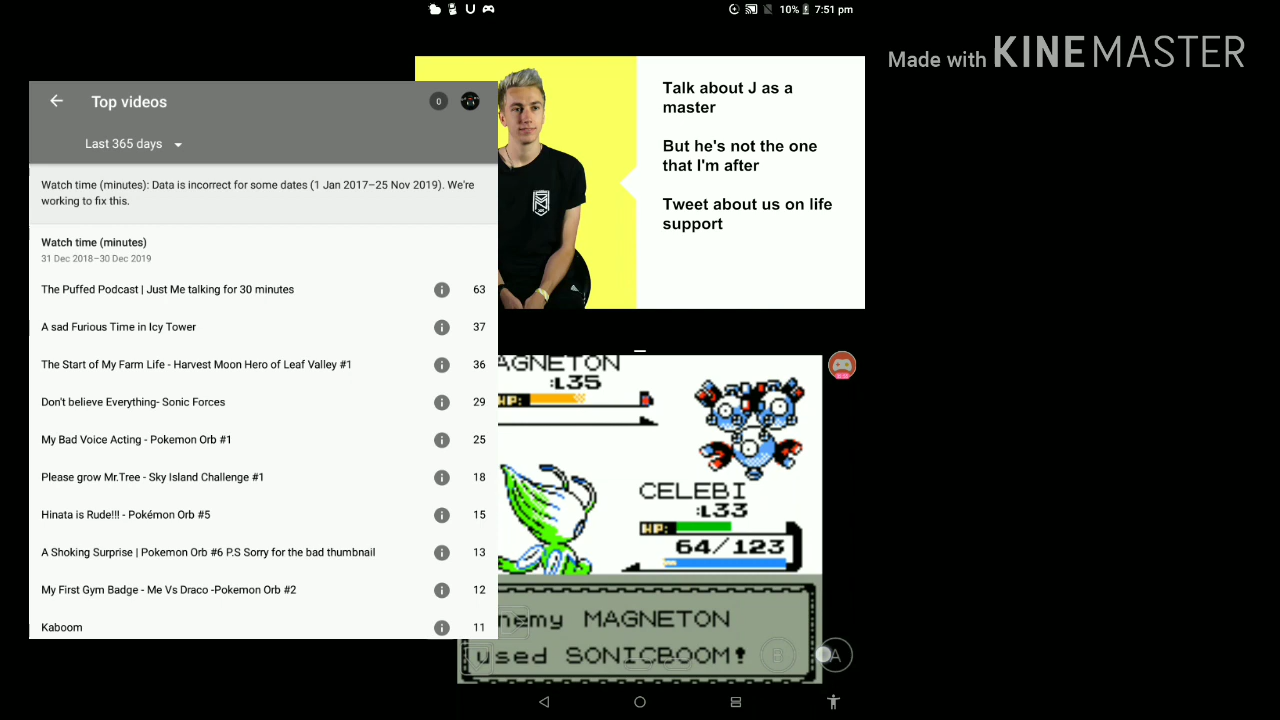 10% 7:51 pm
Made with KINEMASTER
Top videos
0
Last 365 days
Watch time (minutes): Data is incorrect for some dates (1 Jan 2017–25 Nov 2019). We're
working to fix this.
Watch time (minutes)
31 Dec 2018–30 Dec 2019
The Puffed Podcast | Just Me talking for 30 minutes 63
A sad Furious Time in Icy Tower 37
The Start of My Farm Life - Harvest Moon Hero of Leaf Valley #1 36
Don't believe Everything- Sonic Forces 29
My Bad Voice Acting - Pokemon Orb #1 25
Please grow Mr.Tree - Sky Island Challenge #1 18
Hinata is Rude!!! - Pokémon Orb #5 15
A Shoking Surprise | Pokemon Orb #6 P.S Sorry for the bad thumbnail 13
My First Gym Badge - Me Vs Draco -Pokemon Orb #2 12
Kaboom 11
Talk about J as a
master
But he's not the one
that I'm after
Tweet about us on life
support
AGNETON
:L35
HP:
CELEBI
:L33
HP:
64/123
nemy MAGNETON
used SONICBOOM!
B
A